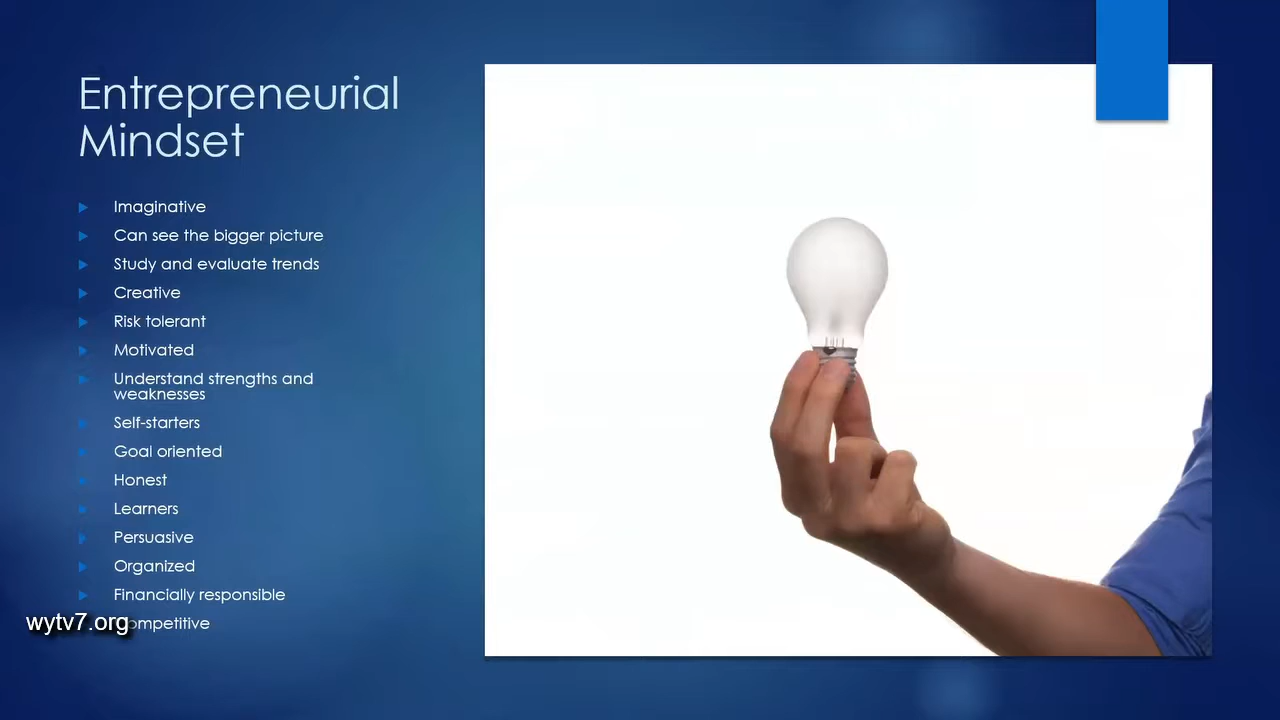 Entrepreneurial
Mindset
Imaginative
Can see the bigger picture
Study and evaluate trends
Creative
Risk tolerant
Motivated
Understand strengths and
weaknesses
Self-starters
Goal oriented
Honest
Learners
Persuasive
Organized
Financially responsible
wytv7.org
ompetitive